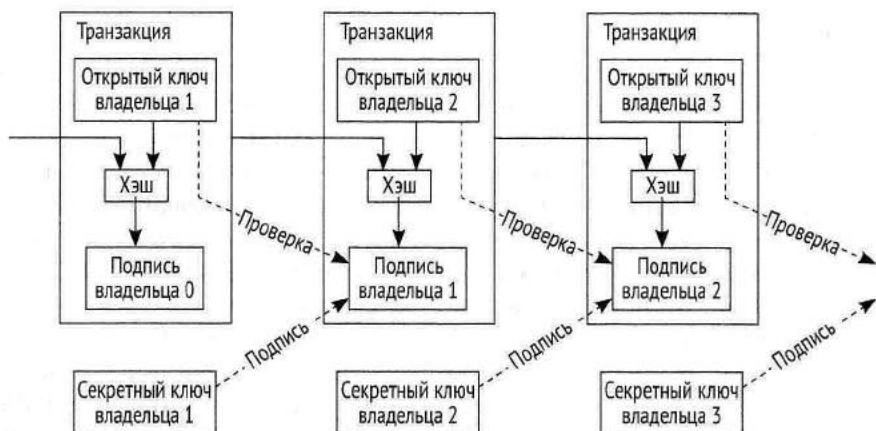 Транзакция
Открытый ключ
владельца 1
Хэш
Подпись
владельца 0
Проверка
Подпись
Секретный ключ
владельца 1
Транзакция
Открытый ключ
владельца 2
Хэш
Подпись
владельца 1
Проверка
Подпись
Секретный ключ
владельца 2
Транзакция
Открытый ключ
владельца 3
Хэш
Подпись
владельца 2
Проверка
Подпись
Секретный ключ
владельца 3